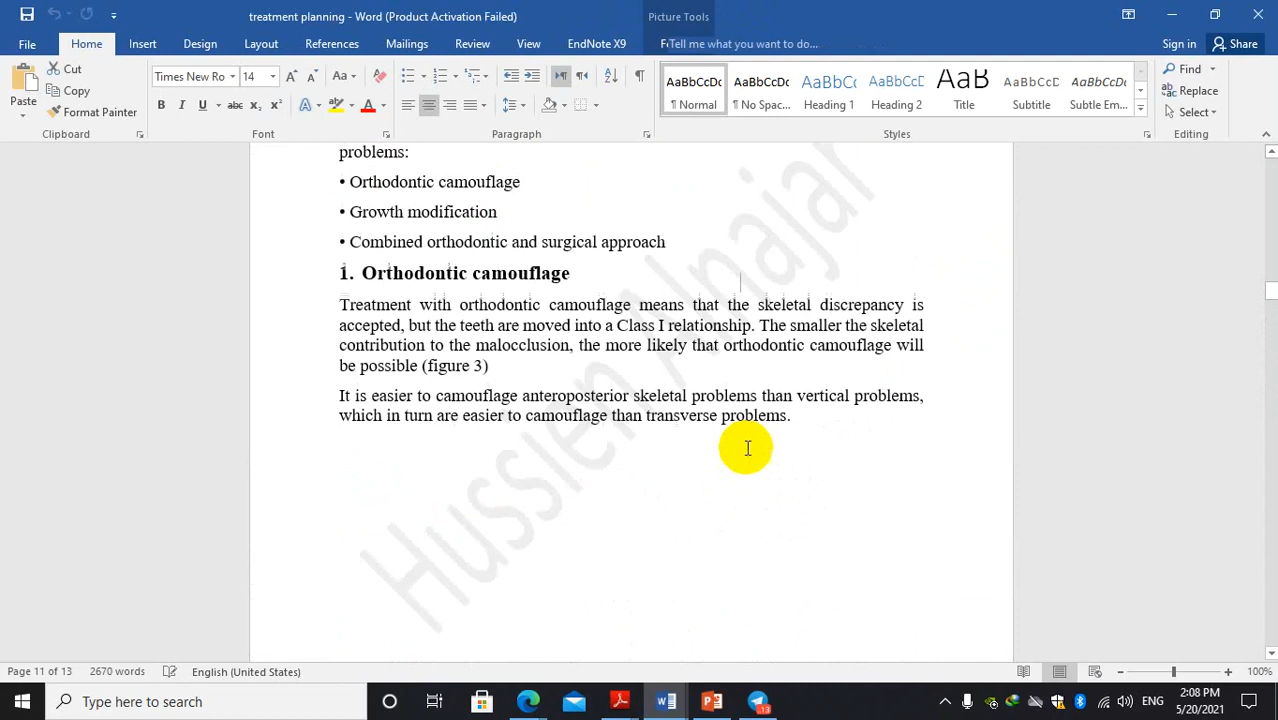 treatment planning - Word (Product Activation Failed)
Picture Tools
File
Home
Insert
Design
Layout
References
Mailings
Review
View
EndNote X9
Tell me what you want to do...
Sign in
Share
Paste
Cut
Copy
Format Painter
Clipboard
Times New Ro
14
Font
Paragraph
AaBbCcDc
¶ Normal
AaBbCcDc
¶ No Spac...
AaBbCc
Heading 1
AaBbCcD
Heading 2
AaB
Title
AaBbCcD
Subtitle
AaBbCcDc
Subtle Em...
Styles
Find
Replace
Select
Editing
problems:
• Orthodontic camouflage
• Growth modification
• Combined orthodontic and surgical approach
1. Orthodontic camouflage
Treatment with orthodontic camouflage means that the skeletal discrepancy is
accepted, but the teeth are moved into a Class I relationship. The smaller the skeletal
contribution to the malocclusion, the more likely that orthodontic camouflage will
be possible (figure 3)
It is easier to camouflage anteroposterior skeletal problems than vertical problems,
which in turn are easier to camouflage than transverse problems.
Hussien Alnajar
Page 11 of 13
2670 words
English (United States)
100%
Type here to search
13
ENG
2:08 PM
5/20/2021